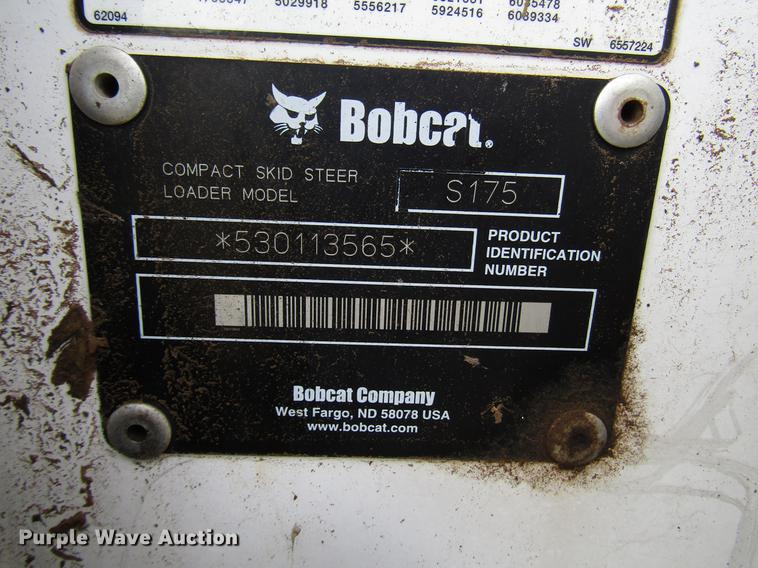 5029918 5556217 5924516 6089334
62094
SW 6557224
Bobcat®
COMPACT SKID STEER
LOADER MODEL S175
*530113565*
PRODUCT
IDENTIFICATION
NUMBER
Bobcat Company
West Fargo, ND 58078 USA
www.bobcat.com
Purple Wave Auction